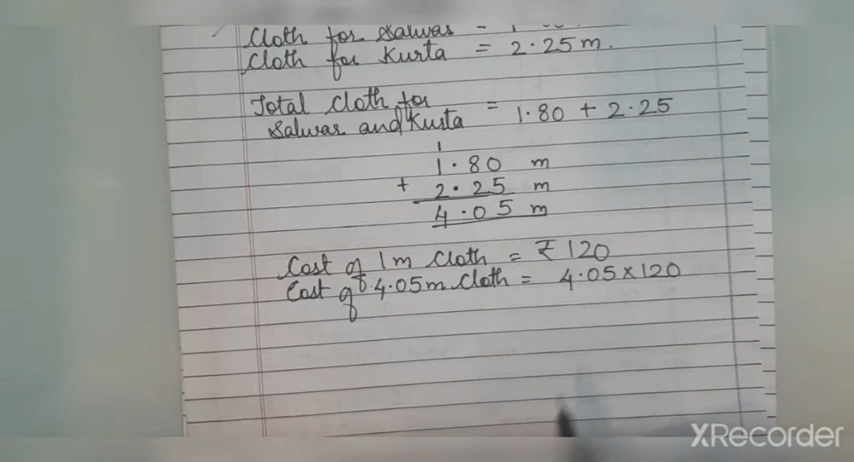 Cloth for Salwar =
Cloth for Kurta = 2.25 m.
Total Cloth for
Salwar and Kurta = 1.80 + 2.25
1
1.80 m
+ 2.25 m
4.05 m
Cost of 1m Cloth = ₹120
Cost of 4.05m Cloth = 4.05 × 120
XRecorder